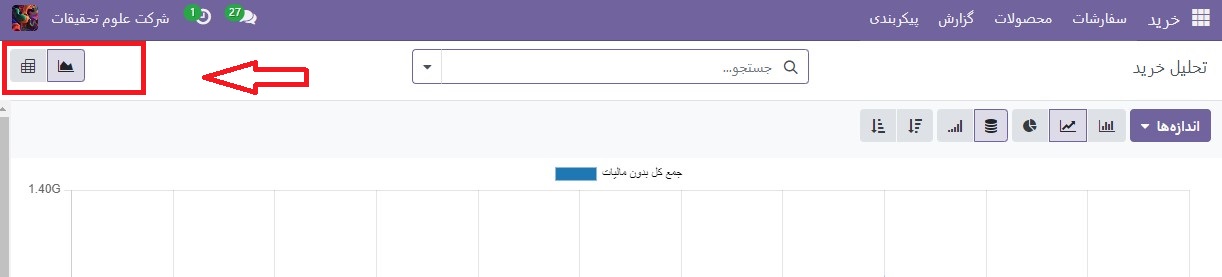 خرید سفارشات محصولات گزارش پیکربندی 27 1 شرکت علوم تحقیقات
تحلیل خرید جستجو...
اندازه‌ها
جمع کل بدون مالیات
1.40G